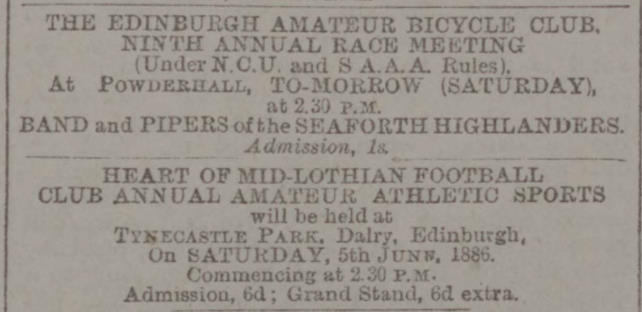 THE EDINBURGH AMATEUR BICYCLE CLUB,
NINTH ANNUAL RACE MEETING
(Under N.C.U. and S A.A.A. Rules),
At POWDERHALL, TO-MORROW (SATURDAY),
at 2.30 P.M.
BAND and PIPERS of the SEAFORTH HIGHLANDERS.
Admission, 1s.
HEART OF MID-LOTHIAN FOOTBALL
CLUB ANNUAL AMATEUR ATHLETIC SPORTS
will be held at
TYNECASTLE PARK, Dalry, Edinburgh,
On SATURDAY, 5th JUNE, 1886.
Commencing at 2.30 P.M.
Admission, 6d; Grand Stand, 6d extra.